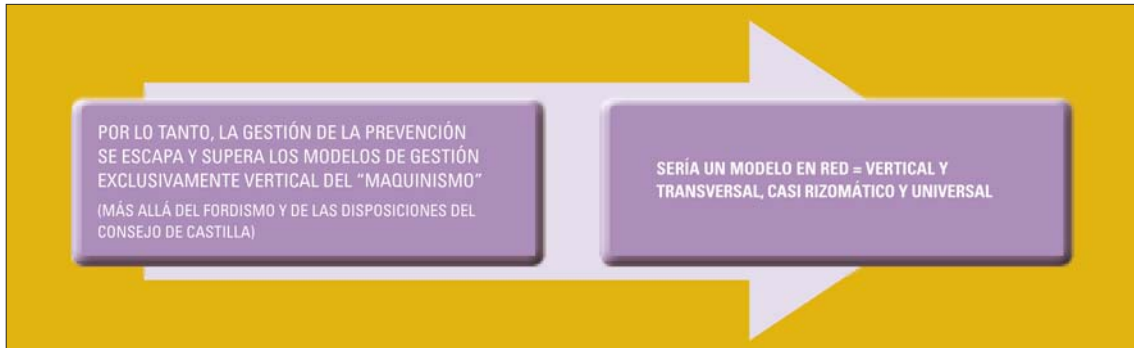 POR LO TANTO, LA GESTIÓN DE LA PREVENCIÓN
SE ESCAPA Y SUPERA LOS MODELOS DE GESTIÓN
EXCLUSIVAMENTE VERTICAL DEL “MAQUINISMO”
(MÁS ALLÁ DEL FORDISMO Y DE LAS DISPOSICIONES DEL
CONSEJO DE CASTILLA)
SERÍA UN MODELO EN RED = VERTICAL Y
TRANSVERSAL, CASI RIZOMÁTICO Y UNIVERSAL